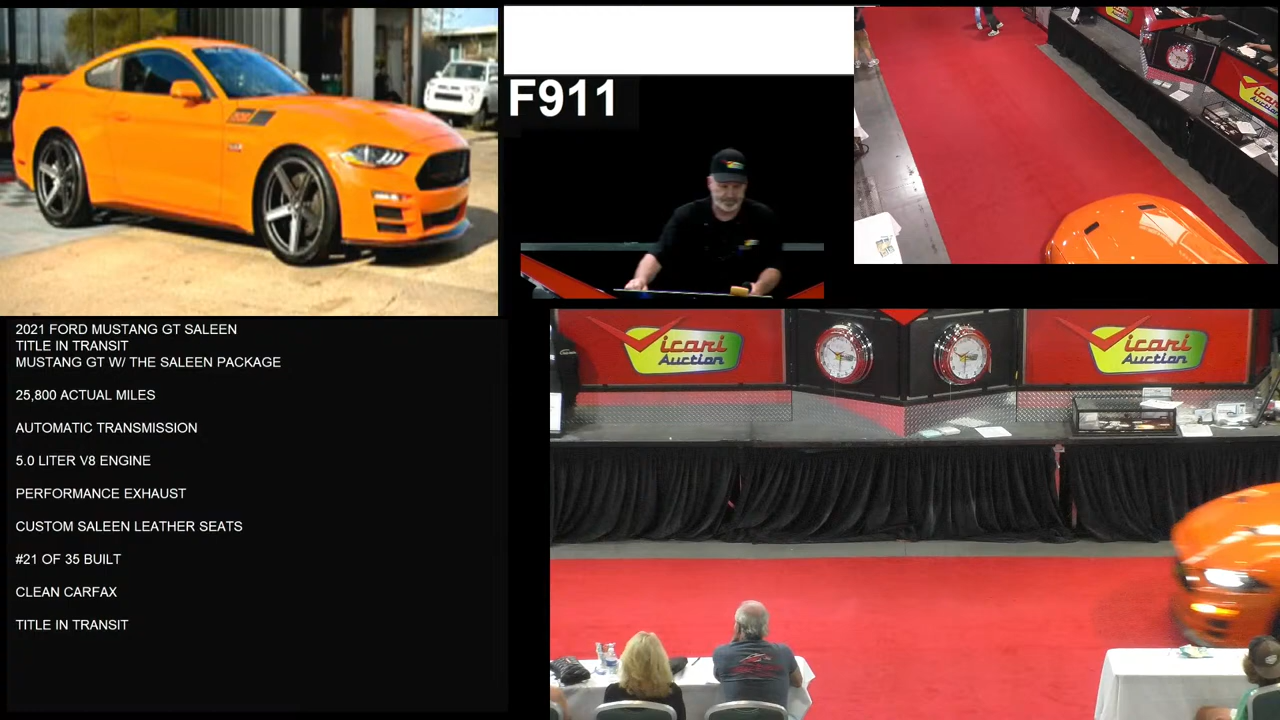 F911
2021 FORD MUSTANG GT SALEEN
TITLE IN TRANSIT
MUSTANG GT W/ THE SALEEN PACKAGE
25,800 ACTUAL MILES
AUTOMATIC TRANSMISSION
5.0 LITER V8 ENGINE
PERFORMANCE EXHAUST
CUSTOM SALEEN LEATHER SEATS
#21 OF 35 BUILT
CLEAN CARFAX
TITLE IN TRANSIT
Vicari
Auction
Vicari
Auction